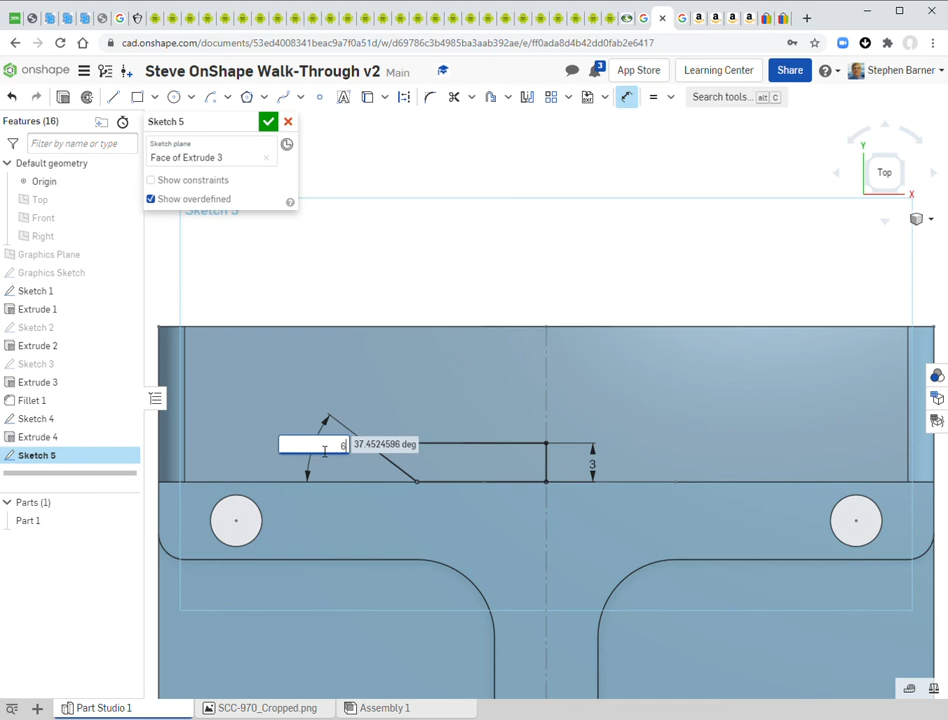 cad.onshape.com/documents/53ed4008341beac9a7f0a51d/w/d69786c3b4985ba3aab392ae/e/ff0ada8d4b42dd0fab2e6417
onshape
Steve OnShape Walk-Through v2 Main
3
App Store
Learning Center
Share
Stephen Barner
Search tools... alt C
Features (16)
Filter by name or type
Default geometry
Origin
Top
Front
Right
Graphics Plane
Graphics Sketch
Sketch 1
Extrude 1
Sketch 2
Extrude 2
Sketch 3
Extrude 3
Fillet 1
Sketch 4
Extrude 4
Sketch 5
Parts (1)
Part 1
Sketch 5
Sketch plane
Face of Extrude 3
Show constraints
Show overdefined
Sketch 5
Y
Top
X
6
37.4524596 deg
3
Part Studio 1
SCC-970_Cropped.png
Assembly 1